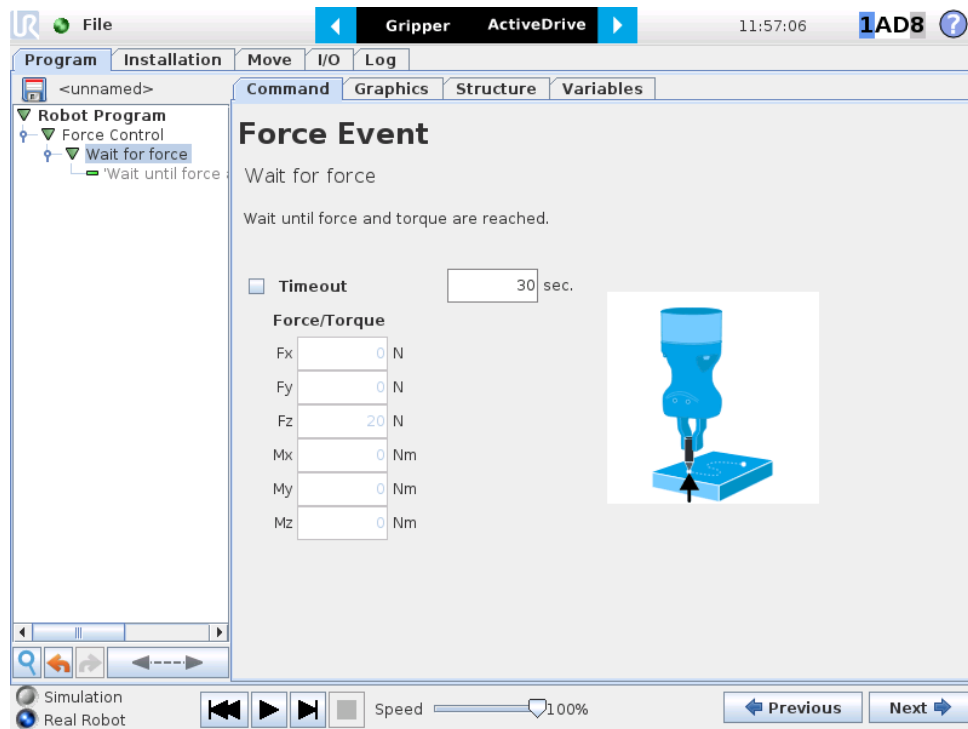 UR File Gripper ActiveDrive 11:57:06 1AD8 ?
Program Installation Move I/O Log
<unnamed> Command Graphics Structure Variables
Robot Program
Force Control
Wait for force
'Wait until force
Force Event
Wait for force
Wait until force and torque are reached.
Timeout 30 sec.
Force/Torque
Fx 0 N
Fy 0 N
Fz 20 N
Mx 0 Nm
My 0 Nm
Mz 0 Nm
Simulation
Real Robot
Speed 100%
Previous Next